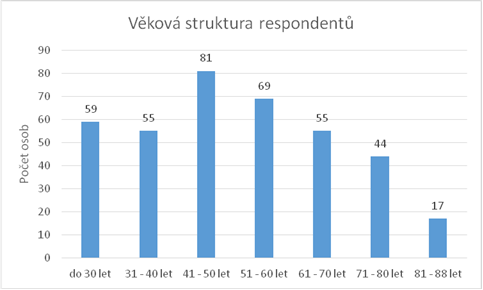 Věková struktura respondentů
Počet osob
90
80
70
60
50
40
30
20
10
0
59
55
81
69
55
44
17
do 30 let
31 - 40 let
41 - 50 let
51 - 60 let
61 - 70 let
71 - 80 let
81 - 88 let